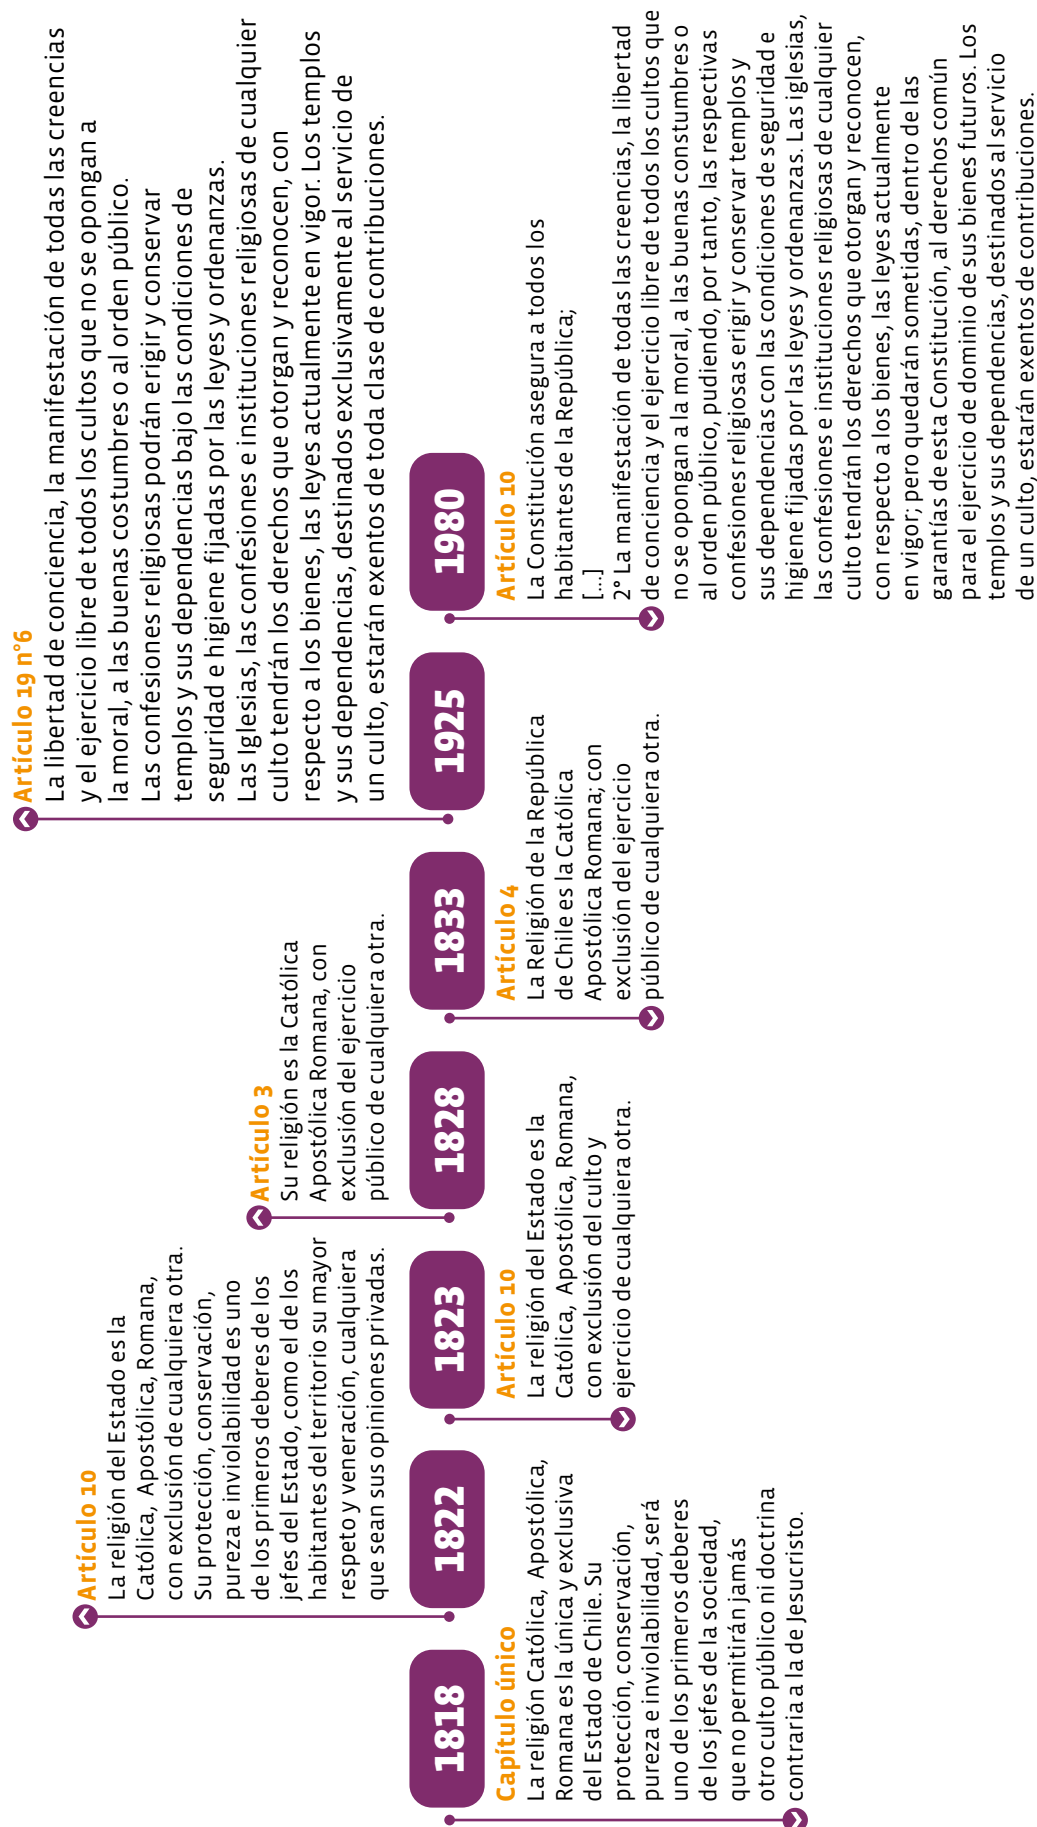 1818
Capítulo único
La religión Católica, Apostólica,
Romana es la única y exclusiva
del Estado de Chile. Su
protección, conservación,
pureza e inviolabilidad, será
uno de los primeros deberes
de los jefes de la sociedad,
que no permitirán jamás
otro culto público ni doctrina
contraria a la de Jesucristo.
1822
Artículo 10
La religión del Estado es la
Católica, Apostólica, Romana,
con exclusión de cualquiera otra.
Su protección, conservación,
pureza e inviolabilidad es uno
de los primeros deberes de los
jefes del Estado, como el de los
habitantes del territorio su mayor
respeto y veneración, cualquiera
que sean sus opiniones privadas.
1823
Artículo 10
La religión del Estado es la
Católica, Apostólica, Romana,
con exclusión del culto y
ejercicio de cualquiera otra.
1828
Artículo 3
Su religión es la Católica
Apostólica Romana, con
exclusión del ejercicio
público de cualquiera otra.
1833
Artículo 4
La Religión de la República
de Chile es la Católica
Apostólica Romana; con
exclusión del ejercicio
público de cualquiera otra.
1925
Artículo 19 n°6
La libertad de conciencia, la manifestación de todas las creencias
y el ejercicio libre de todos los cultos que no se opongan a
la moral, a las buenas costumbres o al orden público.
Las confesiones religiosas podrán erigir y conservar
templos y sus dependencias bajo las condiciones de
seguridad e higiene fijadas por las leyes y ordenanzas.
Las Iglesias, las confesiones e instituciones religiosas de cualquier
culto tendrán los derechos que otorgan y reconocen, con
respecto a los bienes, las leyes actualmente en vigor. Los templos
y sus dependencias, destinados exclusivamente al servicio de
un culto, estarán exentos de toda clase de contribuciones.
1980
Artículo 10
La Constitución asegura a todos los
habitantes de la República;
[...]
2° La manifestación de todas las creencias, la libertad
de conciencia y el ejercicio libre de todos los cultos que
no se opongan a la moral, a las buenas constumbres o
al orden público, pudiendo, por tanto, las respectivas
confesiones religiosas erigir y conservar templos y
sus dependencias con las condiciones de seguridad e
higiene fijadas por las leyes y ordenanzas. Las iglesias,
las confesiones e instituciones religiosas de cualquier
culto tendrán los derechos que otorgan y reconocen,
con respecto a los bienes, las leyes actualmente
en vigor; pero quedarán sometidas, dentro de las
garantías de esta Constitución, al derechos común
para el ejercicio de dominio de sus bienes futuros. Los
templos y sus dependencias, destinados al servicio
de un culto, estarán exentos de contribuciones.